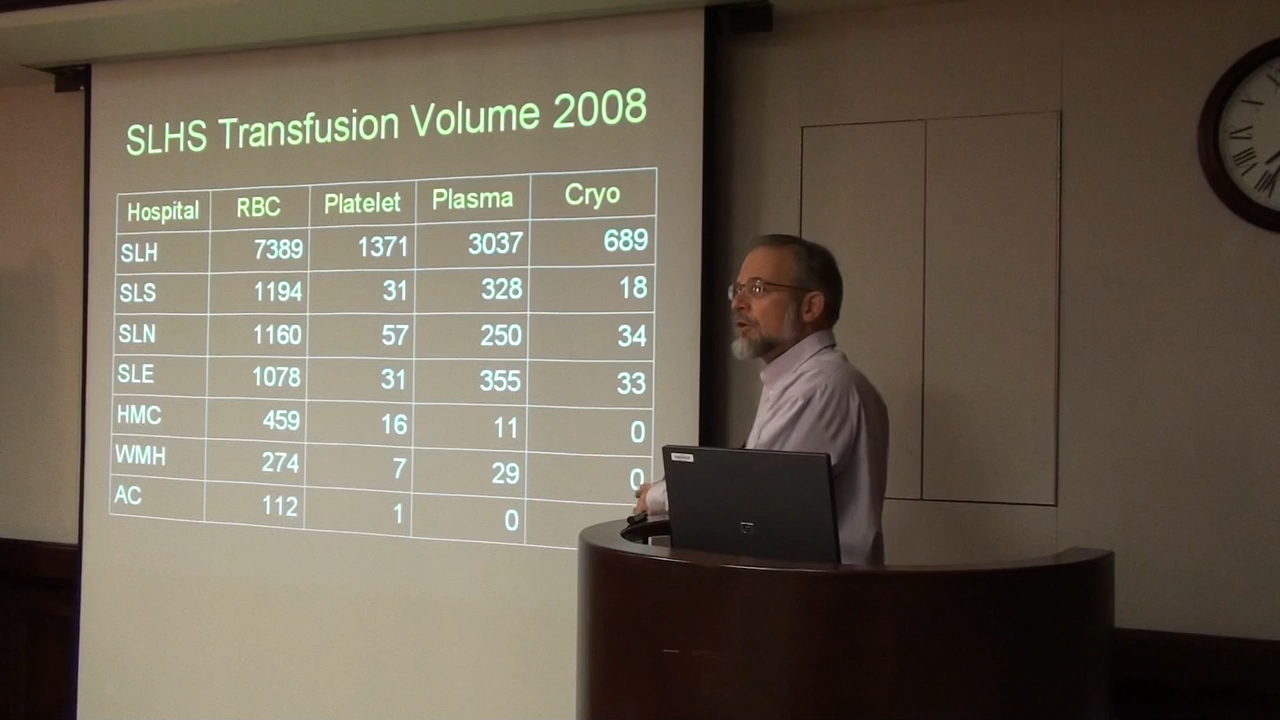 SLHS Transfusion Volume 2008
Hospital RBC Platelet Plasma Cryo
SLH 7389 1371 3037 689
SLS 1194 31 328 18
SLN 1160 57 250 34
SLE 1078 31 355 33
HMC 459 16 11 0
WMH 274 7 29 0
AC 112 1 0